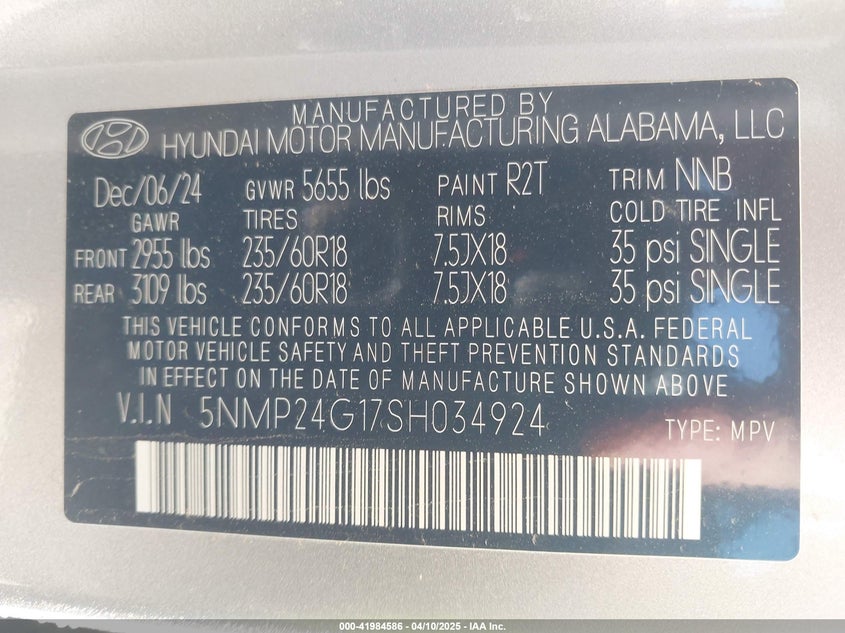 MANUFACTURED BY
HYUNDAI MOTOR MANUFACTURING ALABAMA, LLC
Dec/06/24 GVWR 5655 lbs PAINT R2T TRIM NNB
GAWR TIRES RIMS COLD TIRE INFL
FRONT 2955 lbs 235/60R18 7.5JX18 35 psi SINGLE
REAR 3109 lbs 235/60R18 7.5JX18 35 psi SINGLE
THIS VEHICLE CONFORMS TO ALL APPLICABLE U.S.A. FEDERAL
MOTOR VEHICLE SAFETY AND THEFT PREVENTION STANDARDS
IN EFFECT ON THE DATE OF MANUFACTURE SHOWN ABOVE
V.I.N 5NMP24G17SH034924 TYPE: MPV
000-41984586 - 04/10/2025 - IAA Inc.